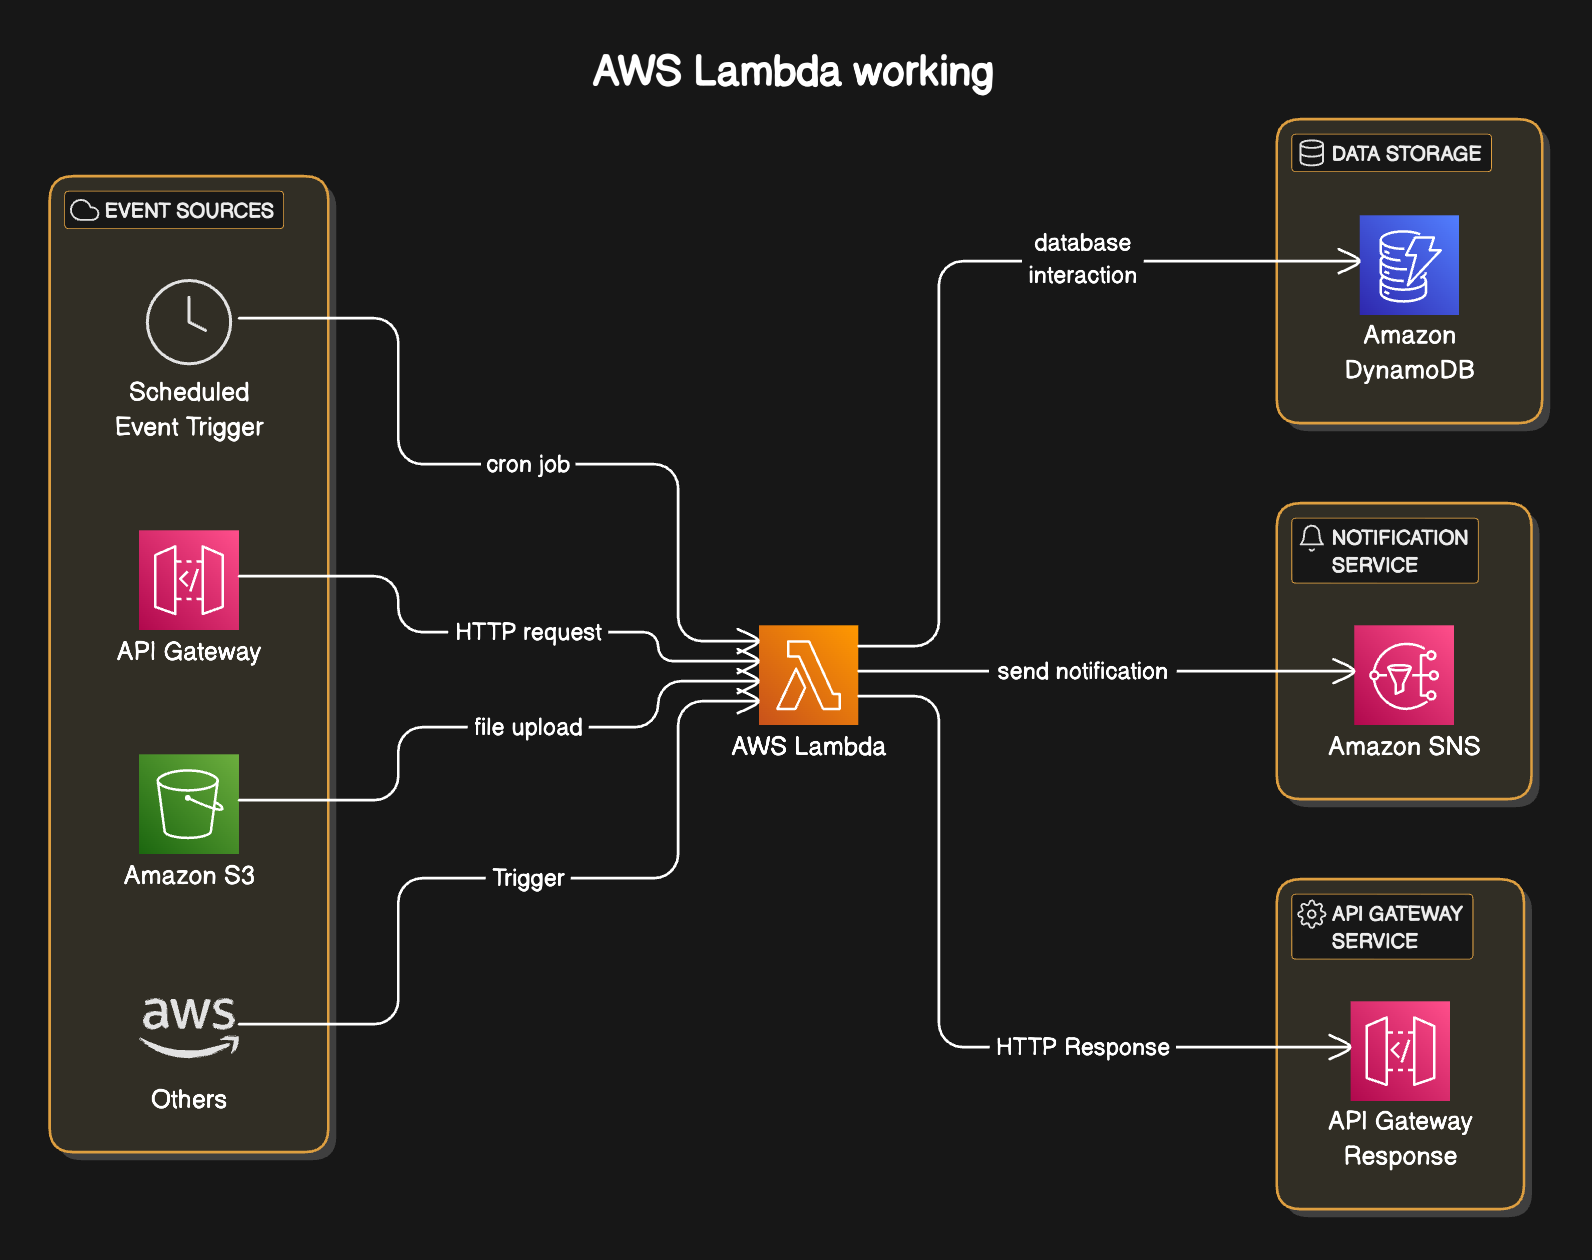 AWS Lambda working
EVENT SOURCES
Scheduled
Event Trigger
API Gateway
Amazon S3
aws
Others
cron job
HTTP request
file upload
Trigger
AWS Lambda
database
interaction
send notification
HTTP Response
DATA STORAGE
Amazon
DynamoDB
NOTIFICATION
SERVICE
Amazon SNS
API GATEWAY
SERVICE
API Gateway
Response